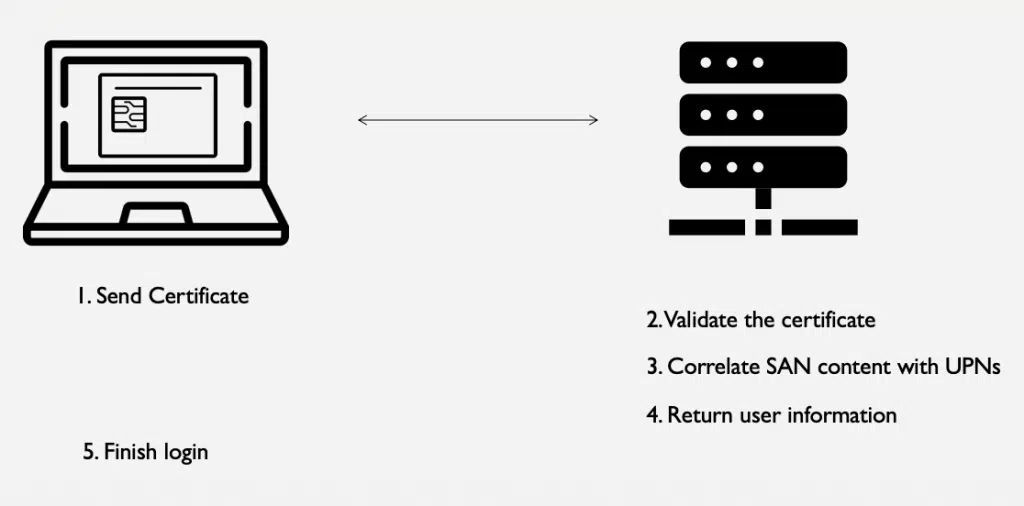 1. Send Certificate
2. Validate the certificate
3. Correlate SAN content with UPNs
4. Return user information
5. Finish login